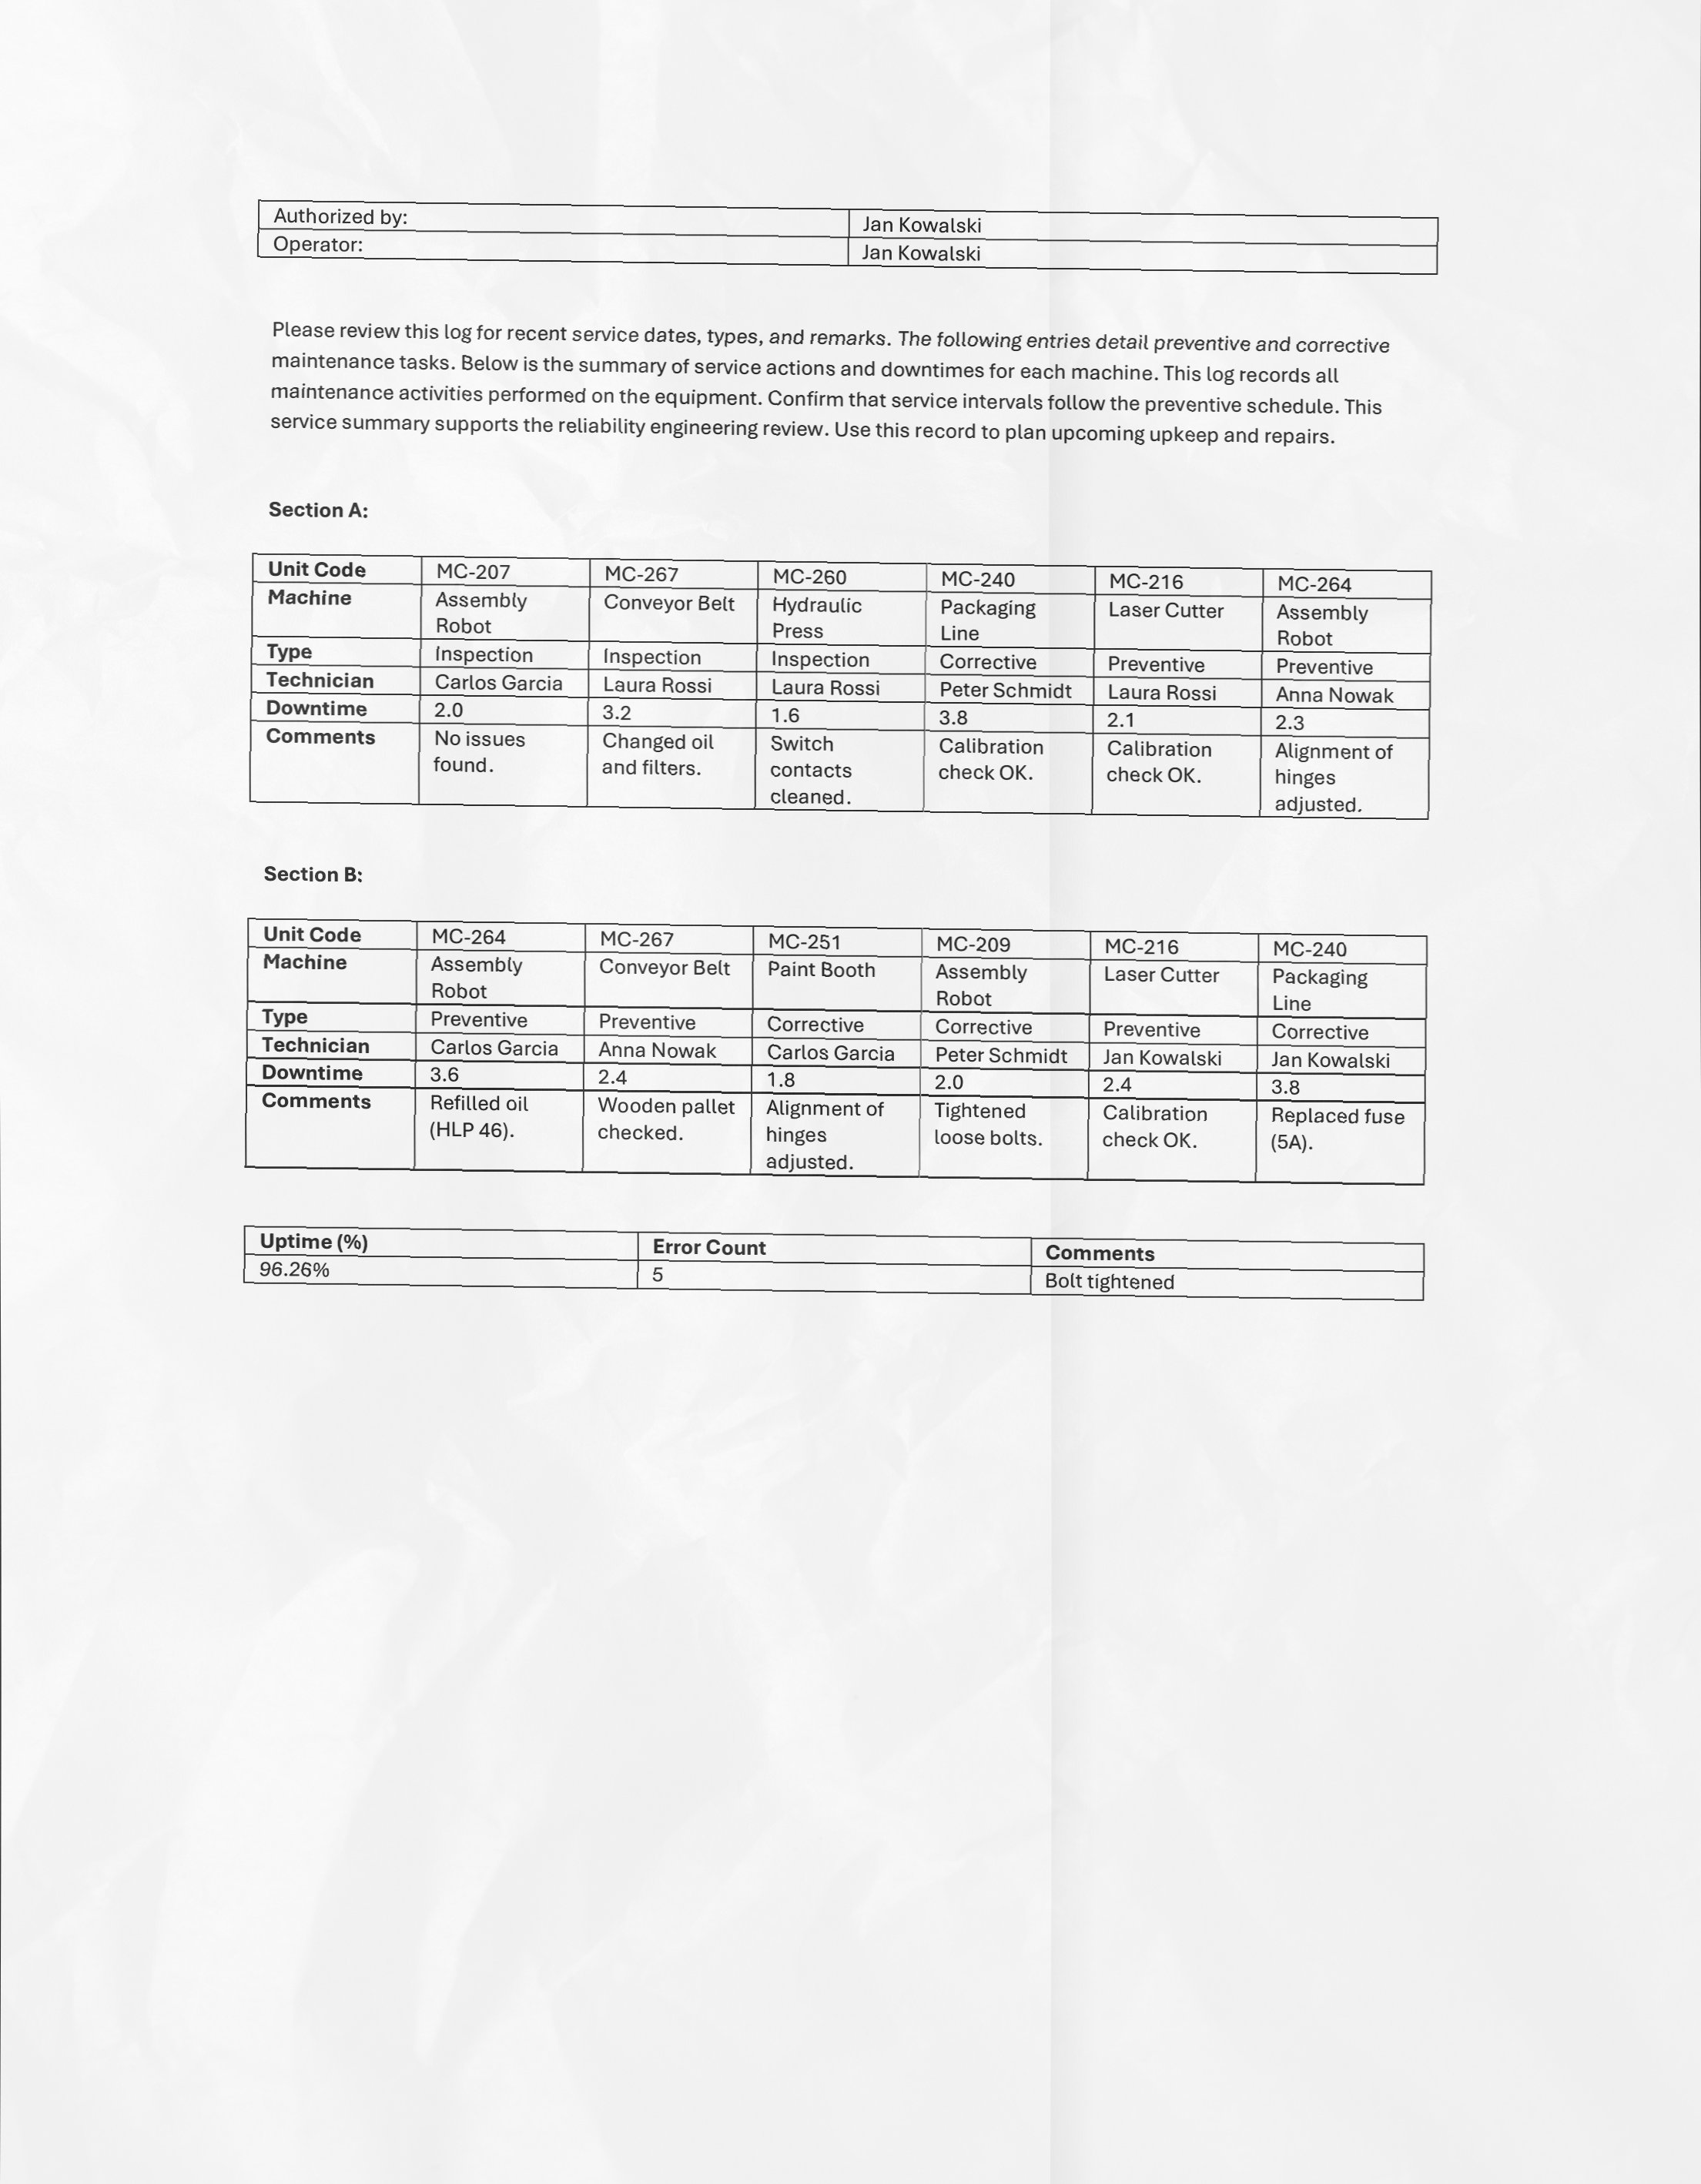 Authorized by: Jan Kowalski
Operator: Jan Kowalski
Please review this log for recent service dates, types, and remarks. The following entries detail preventive and corrective
maintenance tasks. Below is the summary of service actions and downtimes for each machine. This log records all
maintenance activities performed on the equipment. Confirm that service intervals follow the preventive schedule. This
service summary supports the reliability engineering review. Use this record to plan upcoming upkeep and repairs.
Section A:
Unit Code MC-207 MC-267 MC-260 MC-240 MC-216 MC-264
Machine Assembly Conveyor Belt Hydraulic Packaging Laser Cutter Assembly
Robot Press Line Robot
Type Inspection Inspection Inspection Corrective Preventive Preventive
Technician Carlos Garcia Laura Rossi Laura Rossi Peter Schmidt Laura Rossi Anna Nowak
Downtime 2.0 3.2 1.6 3.8 2.1 2.3
Comments No issues Changed oil Switch Calibration Calibration Alignment of
found. and filters. contacts check OK. check OK. hinges
cleaned. adjusted.
Section B:
Unit Code MC-264 MC-267 MC-251 MC-209 MC-216 MC-240
Machine Assembly Conveyor Belt Paint Booth Assembly Laser Cutter Packaging
Robot Robot Line
Type Preventive Preventive Corrective Corrective Preventive Corrective
Technician Carlos Garcia Anna Nowak Carlos Garcia Peter Schmidt Jan Kowalski Jan Kowalski
Downtime 3.6 2.4 1.8 2.0 2.4 3.8
Comments Refilled oil Wooden pallet Alignment of Tightened Calibration Replaced fuse
(HLP 46). checked. hinges loose bolts. check OK. (5A).
adjusted.
Uptime (%) Error Count Comments
96.26% 5 Bolt tightened